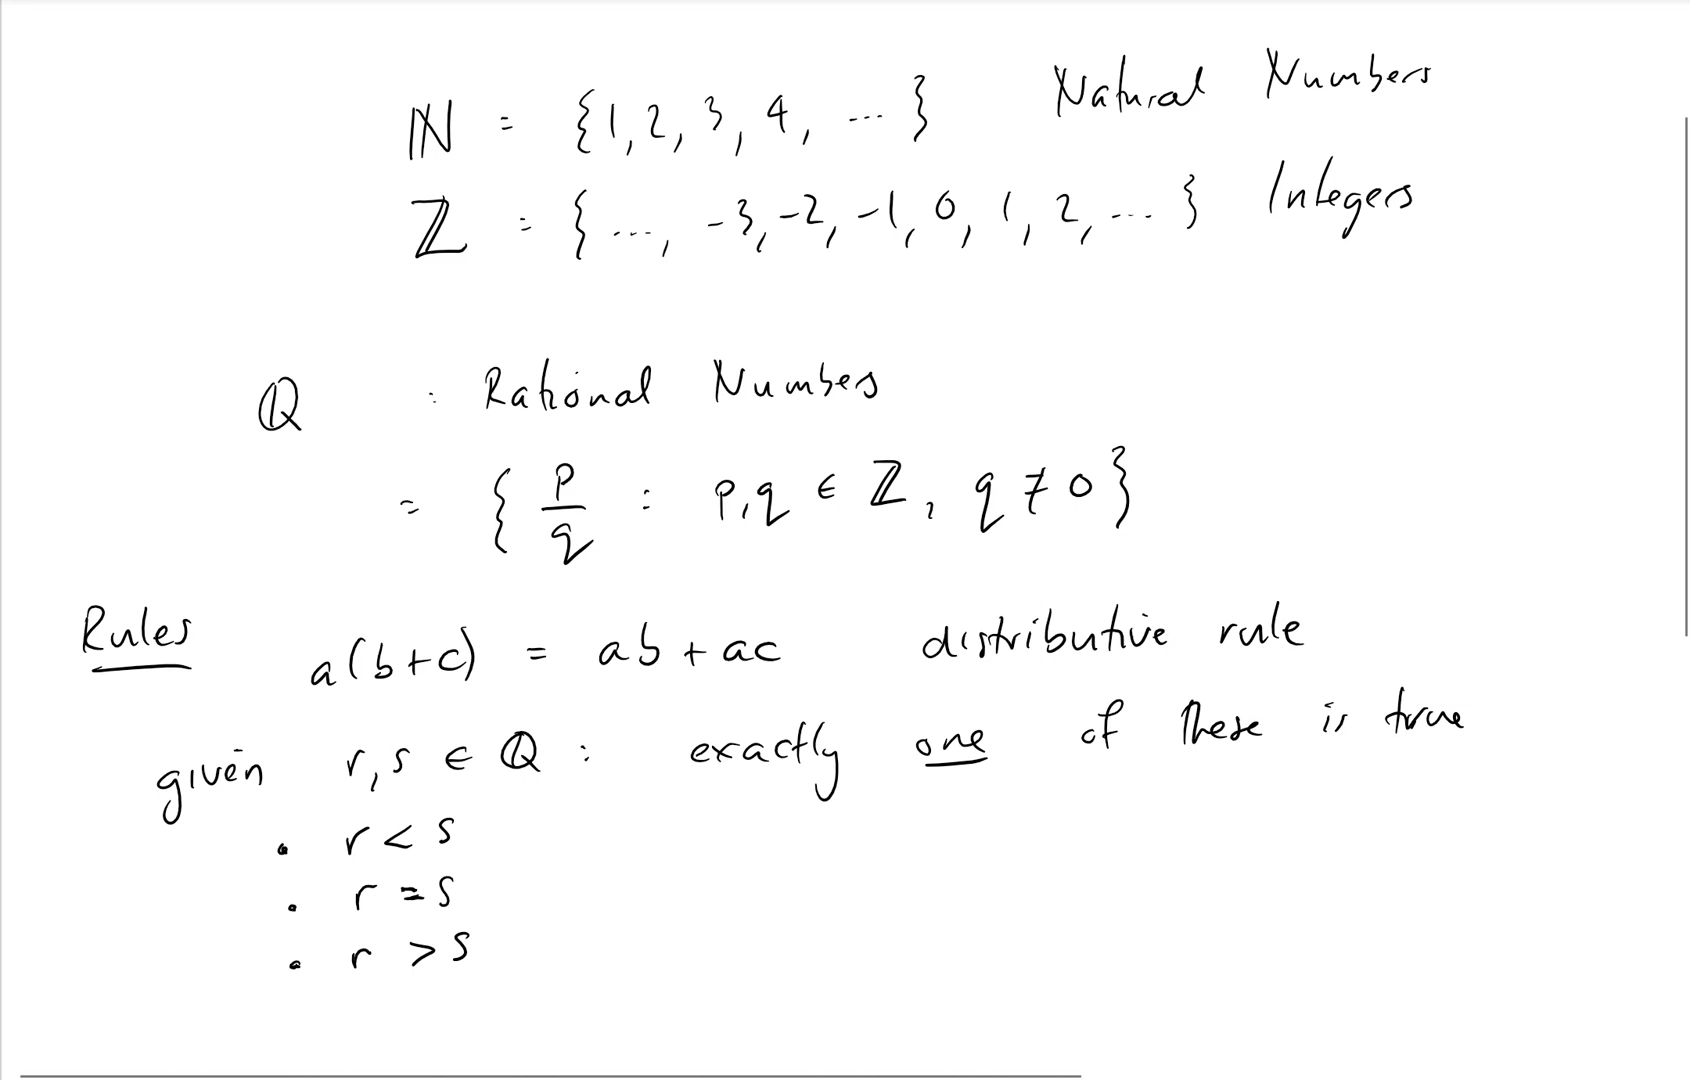 ℕ = {1, 2, 3, 4, ... } Natural Numbers
ℤ = { ..., -3, -2, -1, 0, 1, 2, ... } Integers
ℚ : Rational Numbes
= { p/q : p, q ∈ ℤ, q ≠ 0 }
Rules a(b+c) = ab + ac distributive rule
given r, s ∈ ℚ : exactly one of these is true
• r < s
• r = s
• r > s